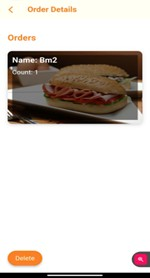 Order Details
Orders
Name: Bm2
Count: 1
Delete